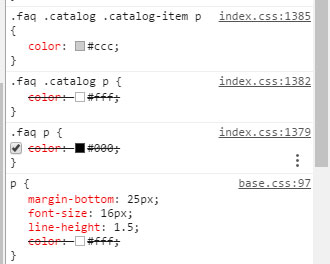 .faq .catalog .catalog-item p index.css:1385
{
color: #ccc;
}
.faq .catalog p { index.css:1382
color: #fff;
}
.faq p { index.css:1379
color: #000;
}
p { base.css:97
margin-bottom: 25px;
font-size: 16px;
line-height: 1.5;
color: #fff;
}